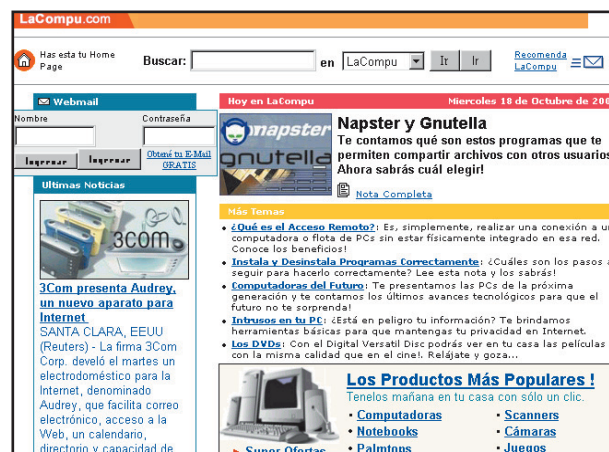 LaCompu.com
Has esta tu Home
Page
Buscar:
en
LaCompu
Ir
Ir
Recomenda
LaCompu
Webmail
Nombre
Contraseña
Ingresar
Ingresar
Obtené tu E-Mail
GRATIS
Ultimas Noticias
3com
3Com presenta Audrey,
un nuevo aparato para
Internet
SANTA CLARA, EEUU
(Reuters) - La firma 3Com
Corp. develó el martes un
electrodoméstico para la
Internet, denominado
Audrey, que facilita correo
electrónico, acceso a la
Web, un calendario,
directorio y capacidad de
Hoy en LaCompu
Miercoles 18 de Octubre de 200
napster
gnutella
Napster y Gnutella
Te contamos qué son estos programas que te
permiten compartir archivos con otros usuarios
Ahora sabrás cuál elegir!
Nota Completa
Más Temas
• ¿Qué es el Acceso Remoto?: Es, simplemente, realizar una conexión a un
computadora o flota de PCs sin estar físicamente integrado en esa red.
Conoce los beneficios!
• Instala y Desinstala Programas Correctamente: ¿Cuáles son los pasos a
seguir para hacerlo correctamente? Lee esta nota y los sabrás!
• Computadoras del Futuro: Te presentamos las PCs de la próxima
generación y te contamos los últimos avances tecnológicos para que el
futuro no te sorprenda!
• Intrusos en tu PC: ¿Está en peligro tu información? Te brindamos
herramientas básicas para que mantengas tu privacidad en Internet.
• Los DVDs: Con el Digital Versatil Disc podrás ver en tu casa las películas
con la misma calidad que en el cine!. Relájate y goza...
Los Productos Más Populares !
Tenelos mañana en tu casa con sólo un clic.
• Computadoras
• Scanners
• Notebooks
• Cámaras
Super Ofertas
• Palmtops
• Juegos